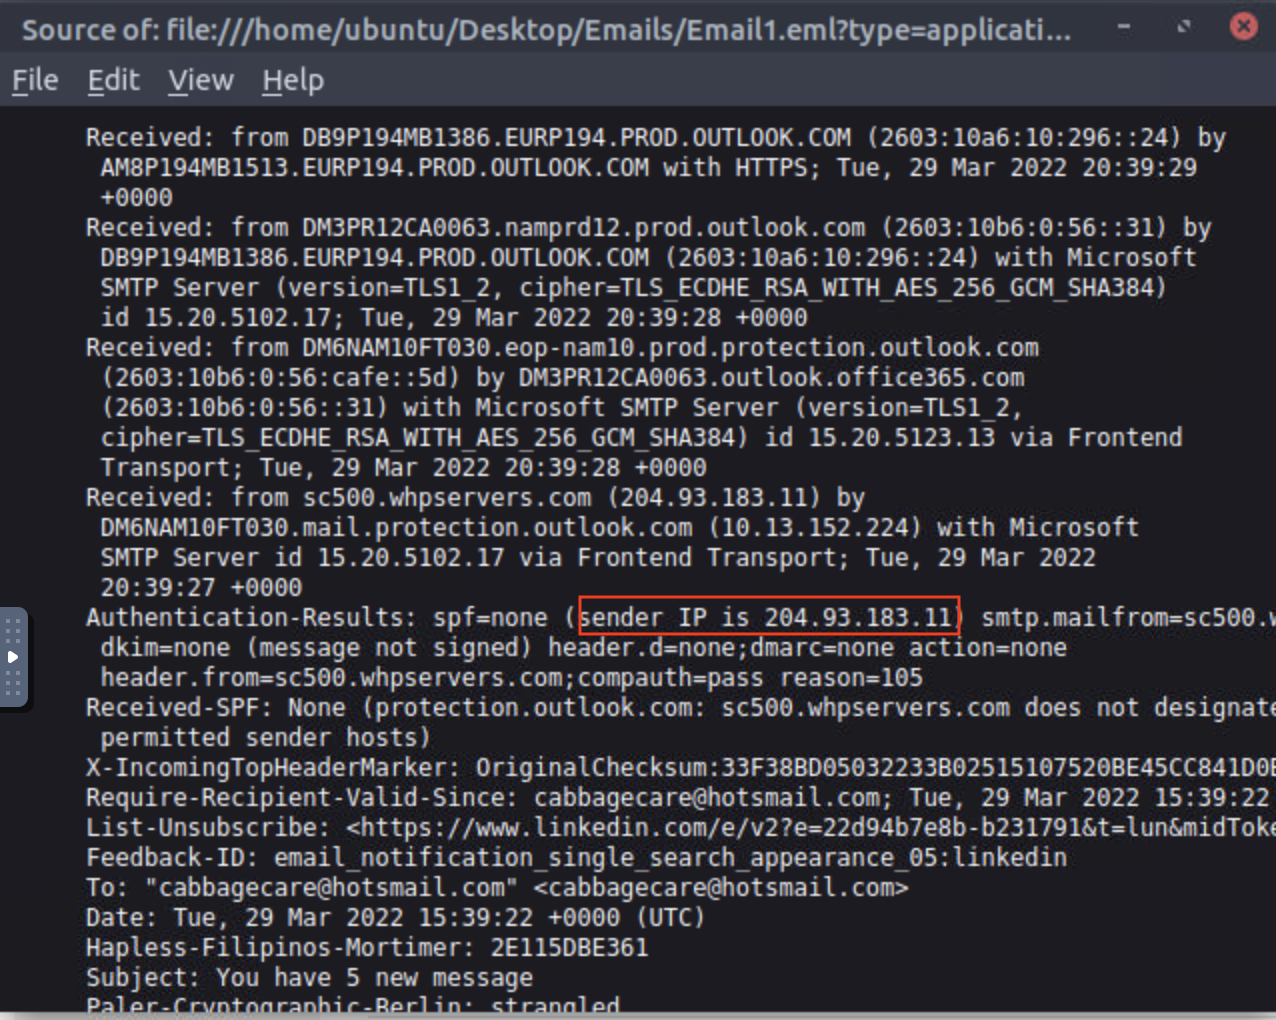 Source of: file:///home/ubuntu/Desktop/Emails/Email1.eml?type=applicati...
File Edit View Help
Received: from DB9P194MB1386.EURP194.PROD.OUTLOOK.COM (2603:10a6:10:296::24) by
AM8P194MB1513.EURP194.PROD.OUTLOOK.COM with HTTPS; Tue, 29 Mar 2022 20:39:29
+0000
Received: from DM3PR12CA0063.namprd12.prod.outlook.com (2603:10b6:0:56::31) by
DB9P194MB1386.EURP194.PROD.OUTLOOK.COM (2603:10a6:10:296::24) with Microsoft
SMTP Server (version=TLS1_2, cipher=TLS_ECDHE_RSA_WITH_AES_256_GCM_SHA384)
id 15.20.5102.17; Tue, 29 Mar 2022 20:39:28 +0000
Received: from DM6NAM10FT030.eop-nam10.prod.protection.outlook.com
(2603:10b6:0:56:cafe::5d) by DM3PR12CA0063.outlook.office365.com
(2603:10b6:0:56::31) with Microsoft SMTP Server (version=TLS1_2,
cipher=TLS_ECDHE_RSA_WITH_AES_256_GCM_SHA384) id 15.20.5123.13 via Frontend
Transport; Tue, 29 Mar 2022 20:39:28 +0000
Received: from sc500.whpservers.com (204.93.183.11) by
DM6NAM10FT030.mail.protection.outlook.com (10.13.152.224) with Microsoft
SMTP Server id 15.20.5102.17 via Frontend Transport; Tue, 29 Mar 2022
20:39:27 +0000
Authentication-Results: spf=none (sender IP is 204.93.183.11) smtp.mailfrom=sc500.w
dkim=none (message not signed) header.d=none;dmarc=none action=none
header.from=sc500.whpservers.com;compauth=pass reason=105
Received-SPF: None (protection.outlook.com: sc500.whpservers.com does not designate
permitted sender hosts)
X-IncomingTopHeaderMarker: OriginalChecksum:33F38BD05032233B02515107520BE45CC841D0E
Require-Recipient-Valid-Since: cabbagecare@hotsmail.com; Tue, 29 Mar 2022 15:39:22
List-Unsubscribe: <https://www.linkedin.com/e/v2?e=22d94b7e8b-b231791&t=lun&midToke
Feedback-ID: email_notification_single_search_appearance_05:linkedin
To: "cabbagecare@hotsmail.com" <cabbagecare@hotsmail.com>
Date: Tue, 29 Mar 2022 15:39:22 +0000 (UTC)
Hapless-Filipinos-Mortimer: 2E115DBE361
Subject: You have 5 new message
Paler-Cryptographic-Berlin: strangled